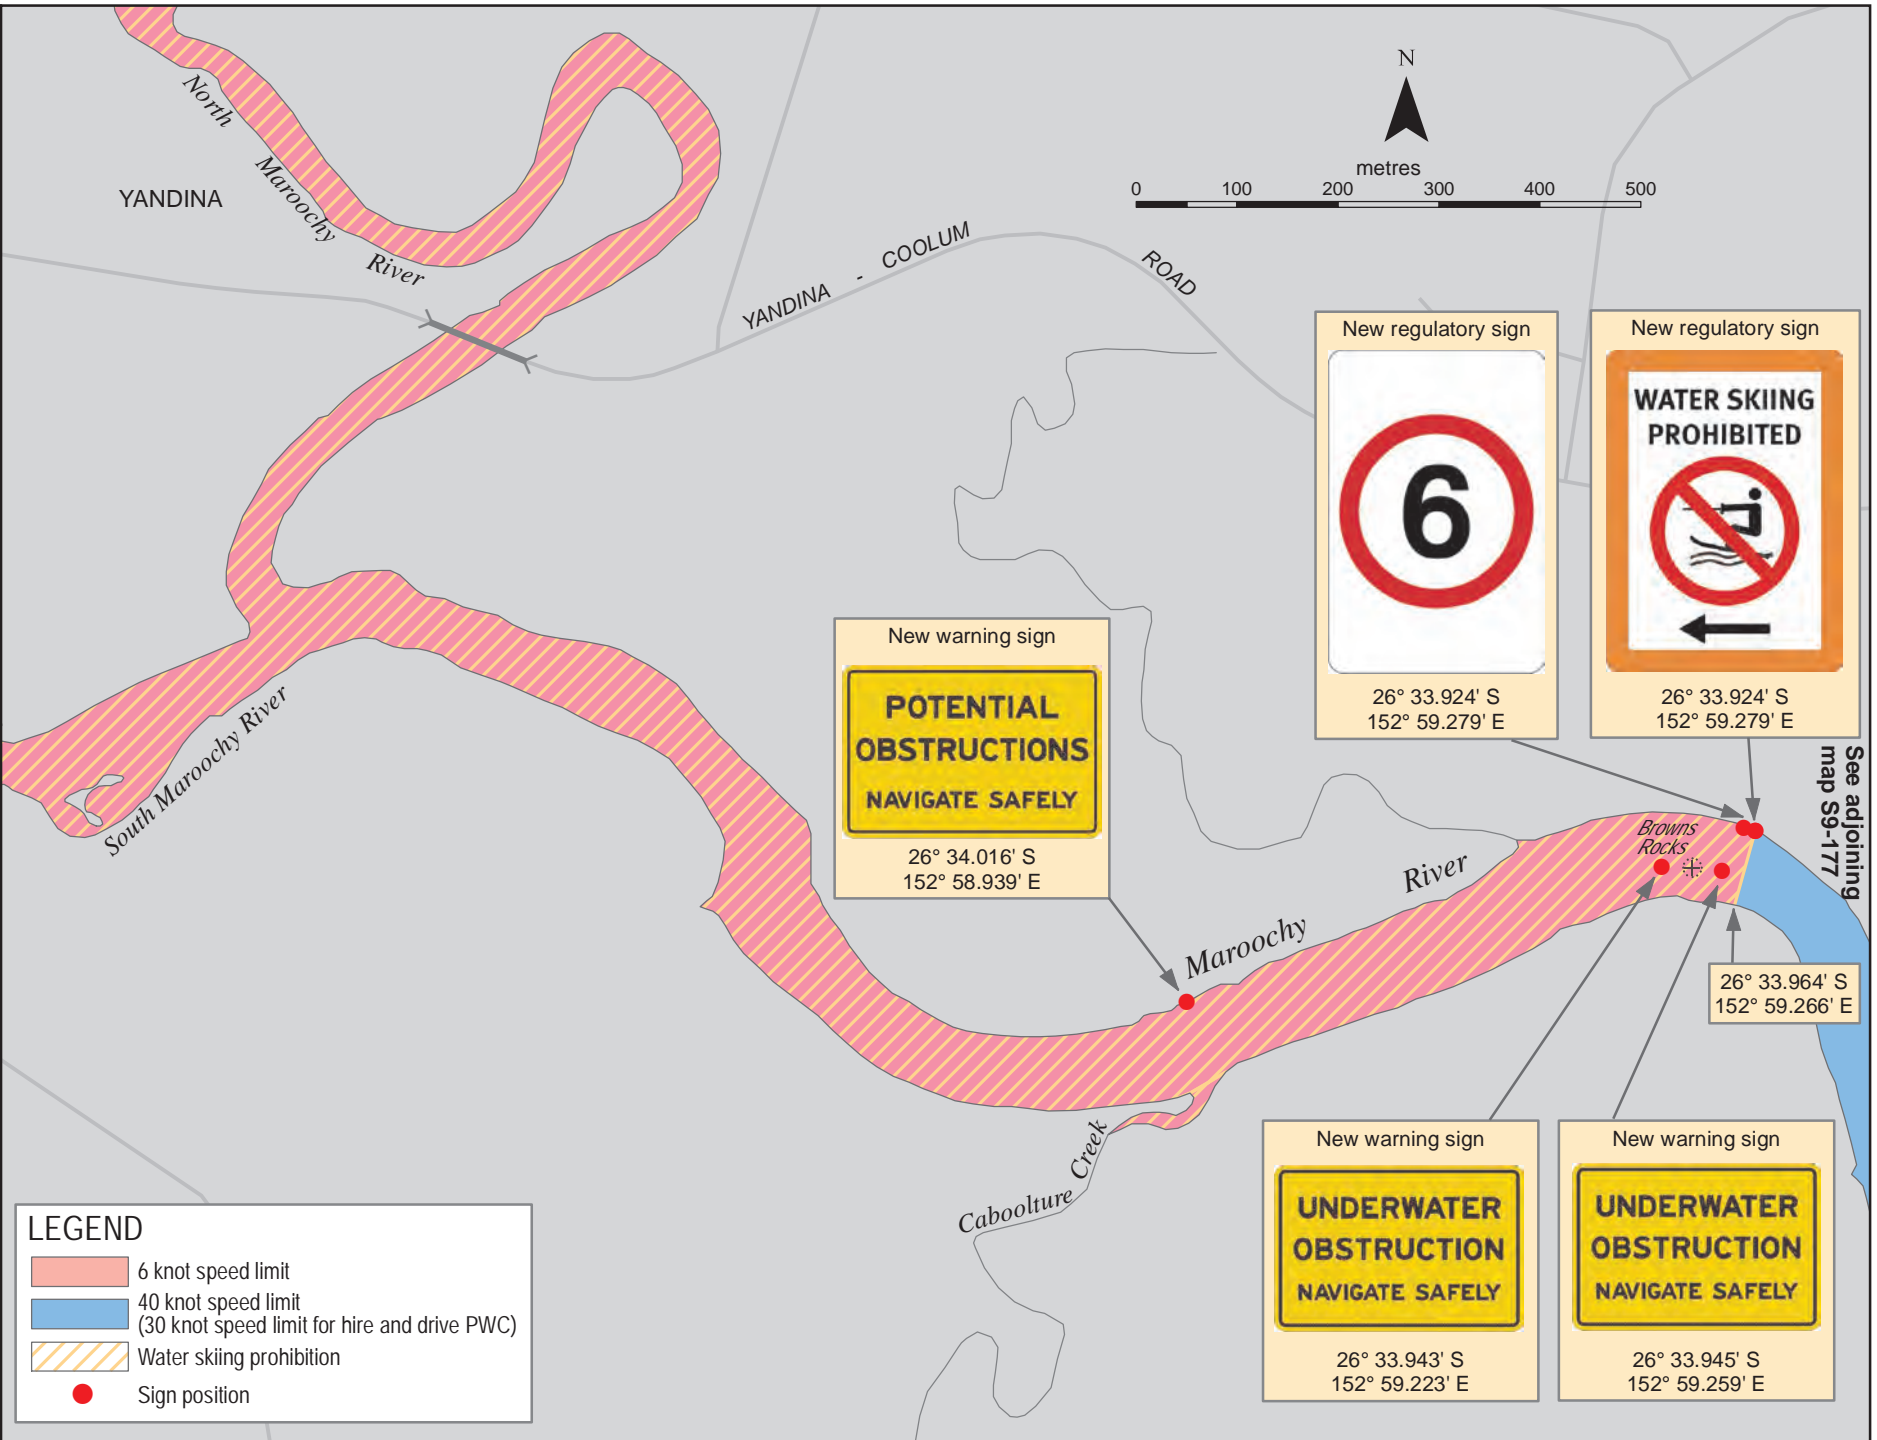 North
Maroochy
River
YANDINA
N
metres
0 100 200 300 400 500
YANDINA - COOLUM ROAD
New regulatory sign
6
26° 33.924' S
152° 59.279' E
New regulatory sign
WATER SKIING
PROHIBITED
26° 33.924' S
152° 59.279' E
See adjoining
map S9-177
New warning sign
POTENTIAL
OBSTRUCTIONS
NAVIGATE SAFELY
26° 34.016' S
152° 58.939' E
South Maroochy River
Maroochy River
Browns
Rocks
26° 33.964' S
152° 59.266' E
Caboolture Creek
New warning sign
UNDERWATER
OBSTRUCTION
NAVIGATE SAFELY
26° 33.943' S
152° 59.223' E
New warning sign
UNDERWATER
OBSTRUCTION
NAVIGATE SAFELY
26° 33.945' S
152° 59.259' E
LEGEND
6 knot speed limit
40 knot speed limit
(30 knot speed limit for hire and drive PWC)
Water skiing prohibition
Sign position